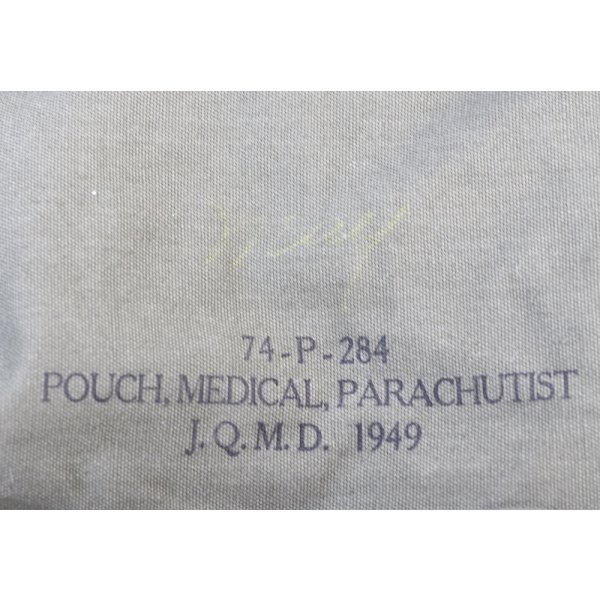 74-P-284
POUCH, MEDICAL, PARACHUTIST
J. Q. M. D. 1949